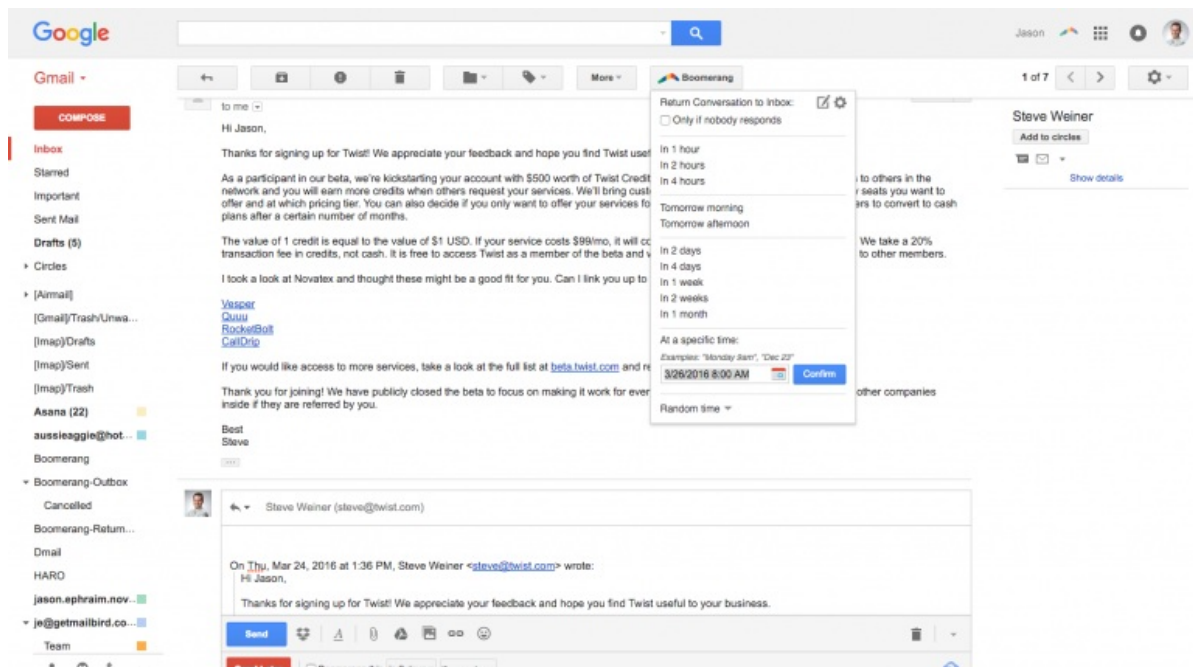 Google
Jason
Gmail
More
Boomerang
1 of 7
COMPOSE
Inbox
Starred
Important
Sent Mail
Drafts (5)
Circles
[Airmail]
[Gmail]/Trash/Unwa...
[Imap]/Drafts
[Imap]/Sent
[Imap]/Trash
Asana (22)
aussieaggie@hot...
Boomerang
Boomerang-Outbox
Cancelled
Boomerang-Return...
Dmail
HARO
jason.ephraim.nov...
je@getmailbird.co...
Team
to me
Hi Jason,
Thanks for signing up for Twist! We appreciate your feedback and hope you find Twist usef
As a participant in our beta, we're kickstarting your account with $500 worth of Twist Credit
to others in the
network and you will earn more credits when others request your services. We'll bring cust
r seats you want to
offer and at which pricing tier. You can also decide if you only want to offer your services fo
ers to convert to cash
plans after a certain number of months.
The value of 1 credit is equal to the value of $1 USD. If your service costs $99/mo, it will cc
We take a 20%
transaction fee in credits, not cash. It is free to access Twist as a member of the beta and v
to other members.
I took a look at Novatex and thought these might be a good fit for you. Can I link you up to
Vesper
Quuu
RocketBolt
CallDrip
If you would like access to more services, take a look at the full list at beta.twist.com and re
Thank you for joining! We have publicly closed the beta to focus on making it work for ever
other companies
inside if they are referred by you.
Best
Steve
Return Conversation to Inbox:
Only if nobody responds
In 1 hour
In 2 hours
In 4 hours
Tomorrow morning
Tomorrow afternoon
In 2 days
In 4 days
In 1 week
In 2 weeks
In 1 month
At a specific time:
Examples: "Monday 9am", "Dec 23"
3/26/2016 8:00 AM
Confirm
Random time
Steve Weiner
Add to circles
Show details
Steve Weiner (steve@twist.com)
On Thu, Mar 24, 2016 at 1:36 PM, Steve Weiner <steve@twist.com> wrote:
Hi Jason,
Thanks for signing up for Twist! We appreciate your feedback and hope you find Twist useful to your business.
Send